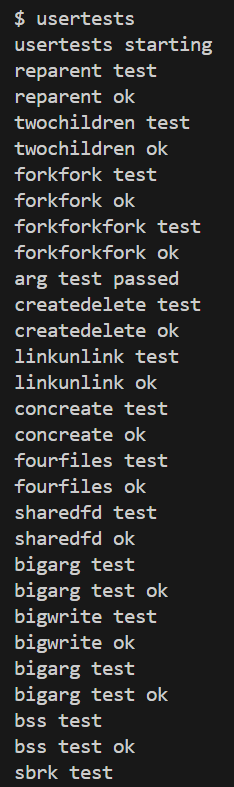 $ usertests
usertests starting
reparent test
reparent ok
twochildren test
twochildren ok
forkfork test
forkfork ok
forkforkfork test
forkforkfork ok
arg test passed
createdelete test
createdelete ok
linkunlink test
linkunlink ok
concreate test
concreate ok
fourfiles test
fourfiles ok
sharedfd test
sharedfd ok
bigarg test
bigarg test ok
bigwrite test
bigwrite ok
bigarg test
bigarg test ok
bss test
bss test ok
sbrk test